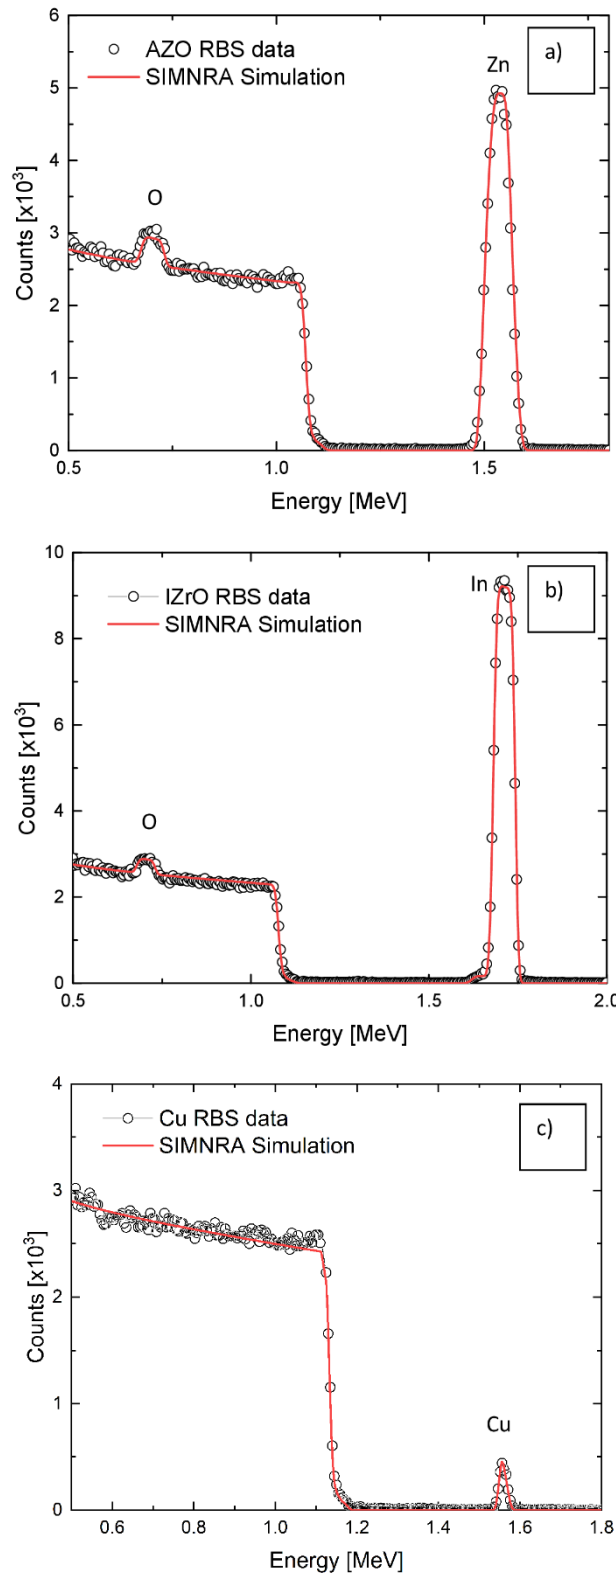 6
AZO RBS data
SIMNRA Simulation
Zn
a)
5
4
O
3
2
1
0
Counts [x10³]
0.5
1.0
1.5
Energy [MeV]
10
IZrO RBS data
SIMNRA Simulation
In
b)
8
6
4
O
2
0
Counts [x10³]
0.5
1.0
1.5
2.0
Energy [MeV]
4
Cu RBS data
SIMNRA Simulation
c)
3
2
1
Cu
0
Counts [x10³]
0.6
0.8
1.0
1.2
1.4
1.6
1.8
Energy [MeV]